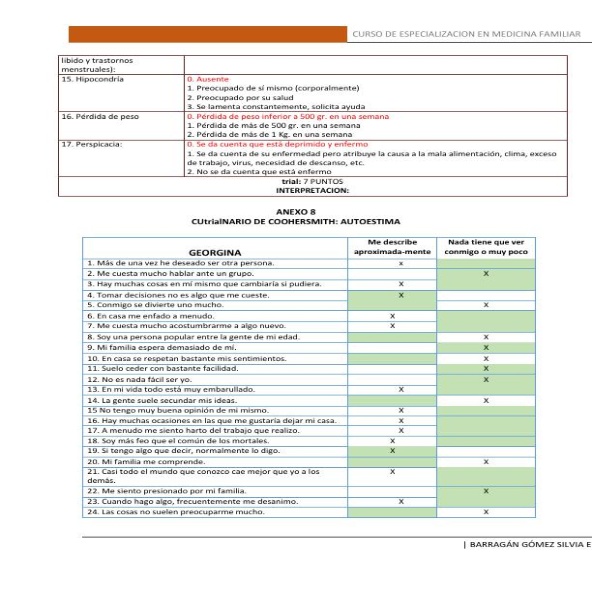 CURSO DE ESPECIALIZACION EN MEDICINA FAMILIAR
libido y trastornos
menstruales):
15. Hipocondría
0. Ausente
1. Preocupado de sí mismo (corporalmente)
2. Preocupado por su salud
3. Se lamenta constantemente, solicita ayuda
16. Pérdida de peso
0. Pérdida de peso inferior a 500 gr. en una semana
1. Pérdida de más de 500 gr. en una semana
2. Pérdida de más de 1 Kg. en una semana
17. Perspicacia:
0. Se da cuenta que está deprimido y enfermo
1. Se da cuenta de su enfermedad pero atribuye la causa a la mala alimentación, clima, exceso
de trabajo, virus, necesidad de descanso, etc.
2. No se da cuenta que está enfermo
trial: 7 PUNTOS
INTERPRETACION:
ANEXO 8
CUtrialNARIO DE COOHERSMITH: AUTOESTIMA
GEORGINA
Me describe
aproximada-mente
Nada tiene que ver
conmigo o muy poco
1. Más de una vez he deseado ser otra persona. x
2. Me cuesta mucho hablar ante un grupo. X
3. Hay muchas cosas en mí mismo que cambiaría si pudiera. X
4. Tomar decisiones no es algo que me cueste. X
5. Conmigo se divierte uno mucho. X
6. En casa me enfado a menudo. X
7. Me cuesta mucho acostumbrarme a algo nuevo. X
8. Soy una persona popular entre la gente de mi edad. X
9. Mi familia espera demasiado de mí. X
10. En casa se respetan bastante mis sentimientos. X
11. Suelo ceder con bastante facilidad. X
12. No es nada fácil ser yo. X
13. En mi vida todo está muy embarullado. X
14. La gente suele secundar mis ideas. X
15 No tengo muy buena opinión de mi mismo. X
16. Hay muchas ocasiones en las que me gustaría dejar mi casa. X
17. A menudo me siento harto del trabajo que realizo. X
18. Soy más feo que el común de los mortales. X
19. Si tengo algo que decir, normalmente lo digo. X
20. Mi familia me comprende. X
21. Casi todo el mundo que conozco cae mejor que yo a los X
demás.
22. Me siento presionado por mi familia. X
23. Cuando hago algo, frecuentemente me desanimo. X
24. Las cosas no suelen preocuparme mucho. X
| BARRAGÁN GÓMEZ SILVIA E